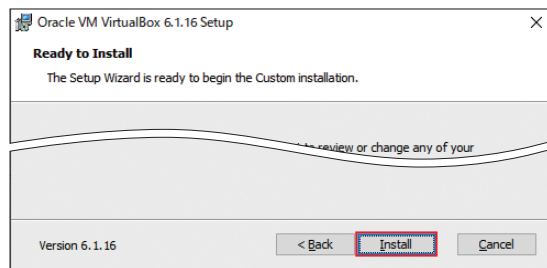 Oracle VM VirtualBox 6.1.16 Setup
Ready to Install
The Setup Wizard is ready to begin the Custom installation.
review or change any of your
Version 6.1.16
< Back
Install
Cancel